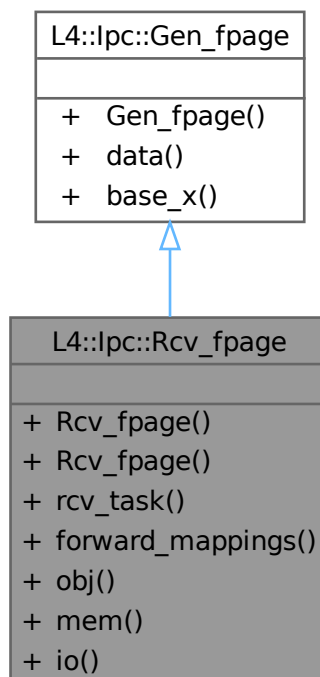 L4::Ipc::Gen_fpage
+ Gen_fpage()
+ data()
+ base_x()
L4::Ipc::Rcv_fpage
+ Rcv_fpage()
+ Rcv_fpage()
+ rcv_task()
+ forward_mappings()
+ obj()
+ mem()
+ io()